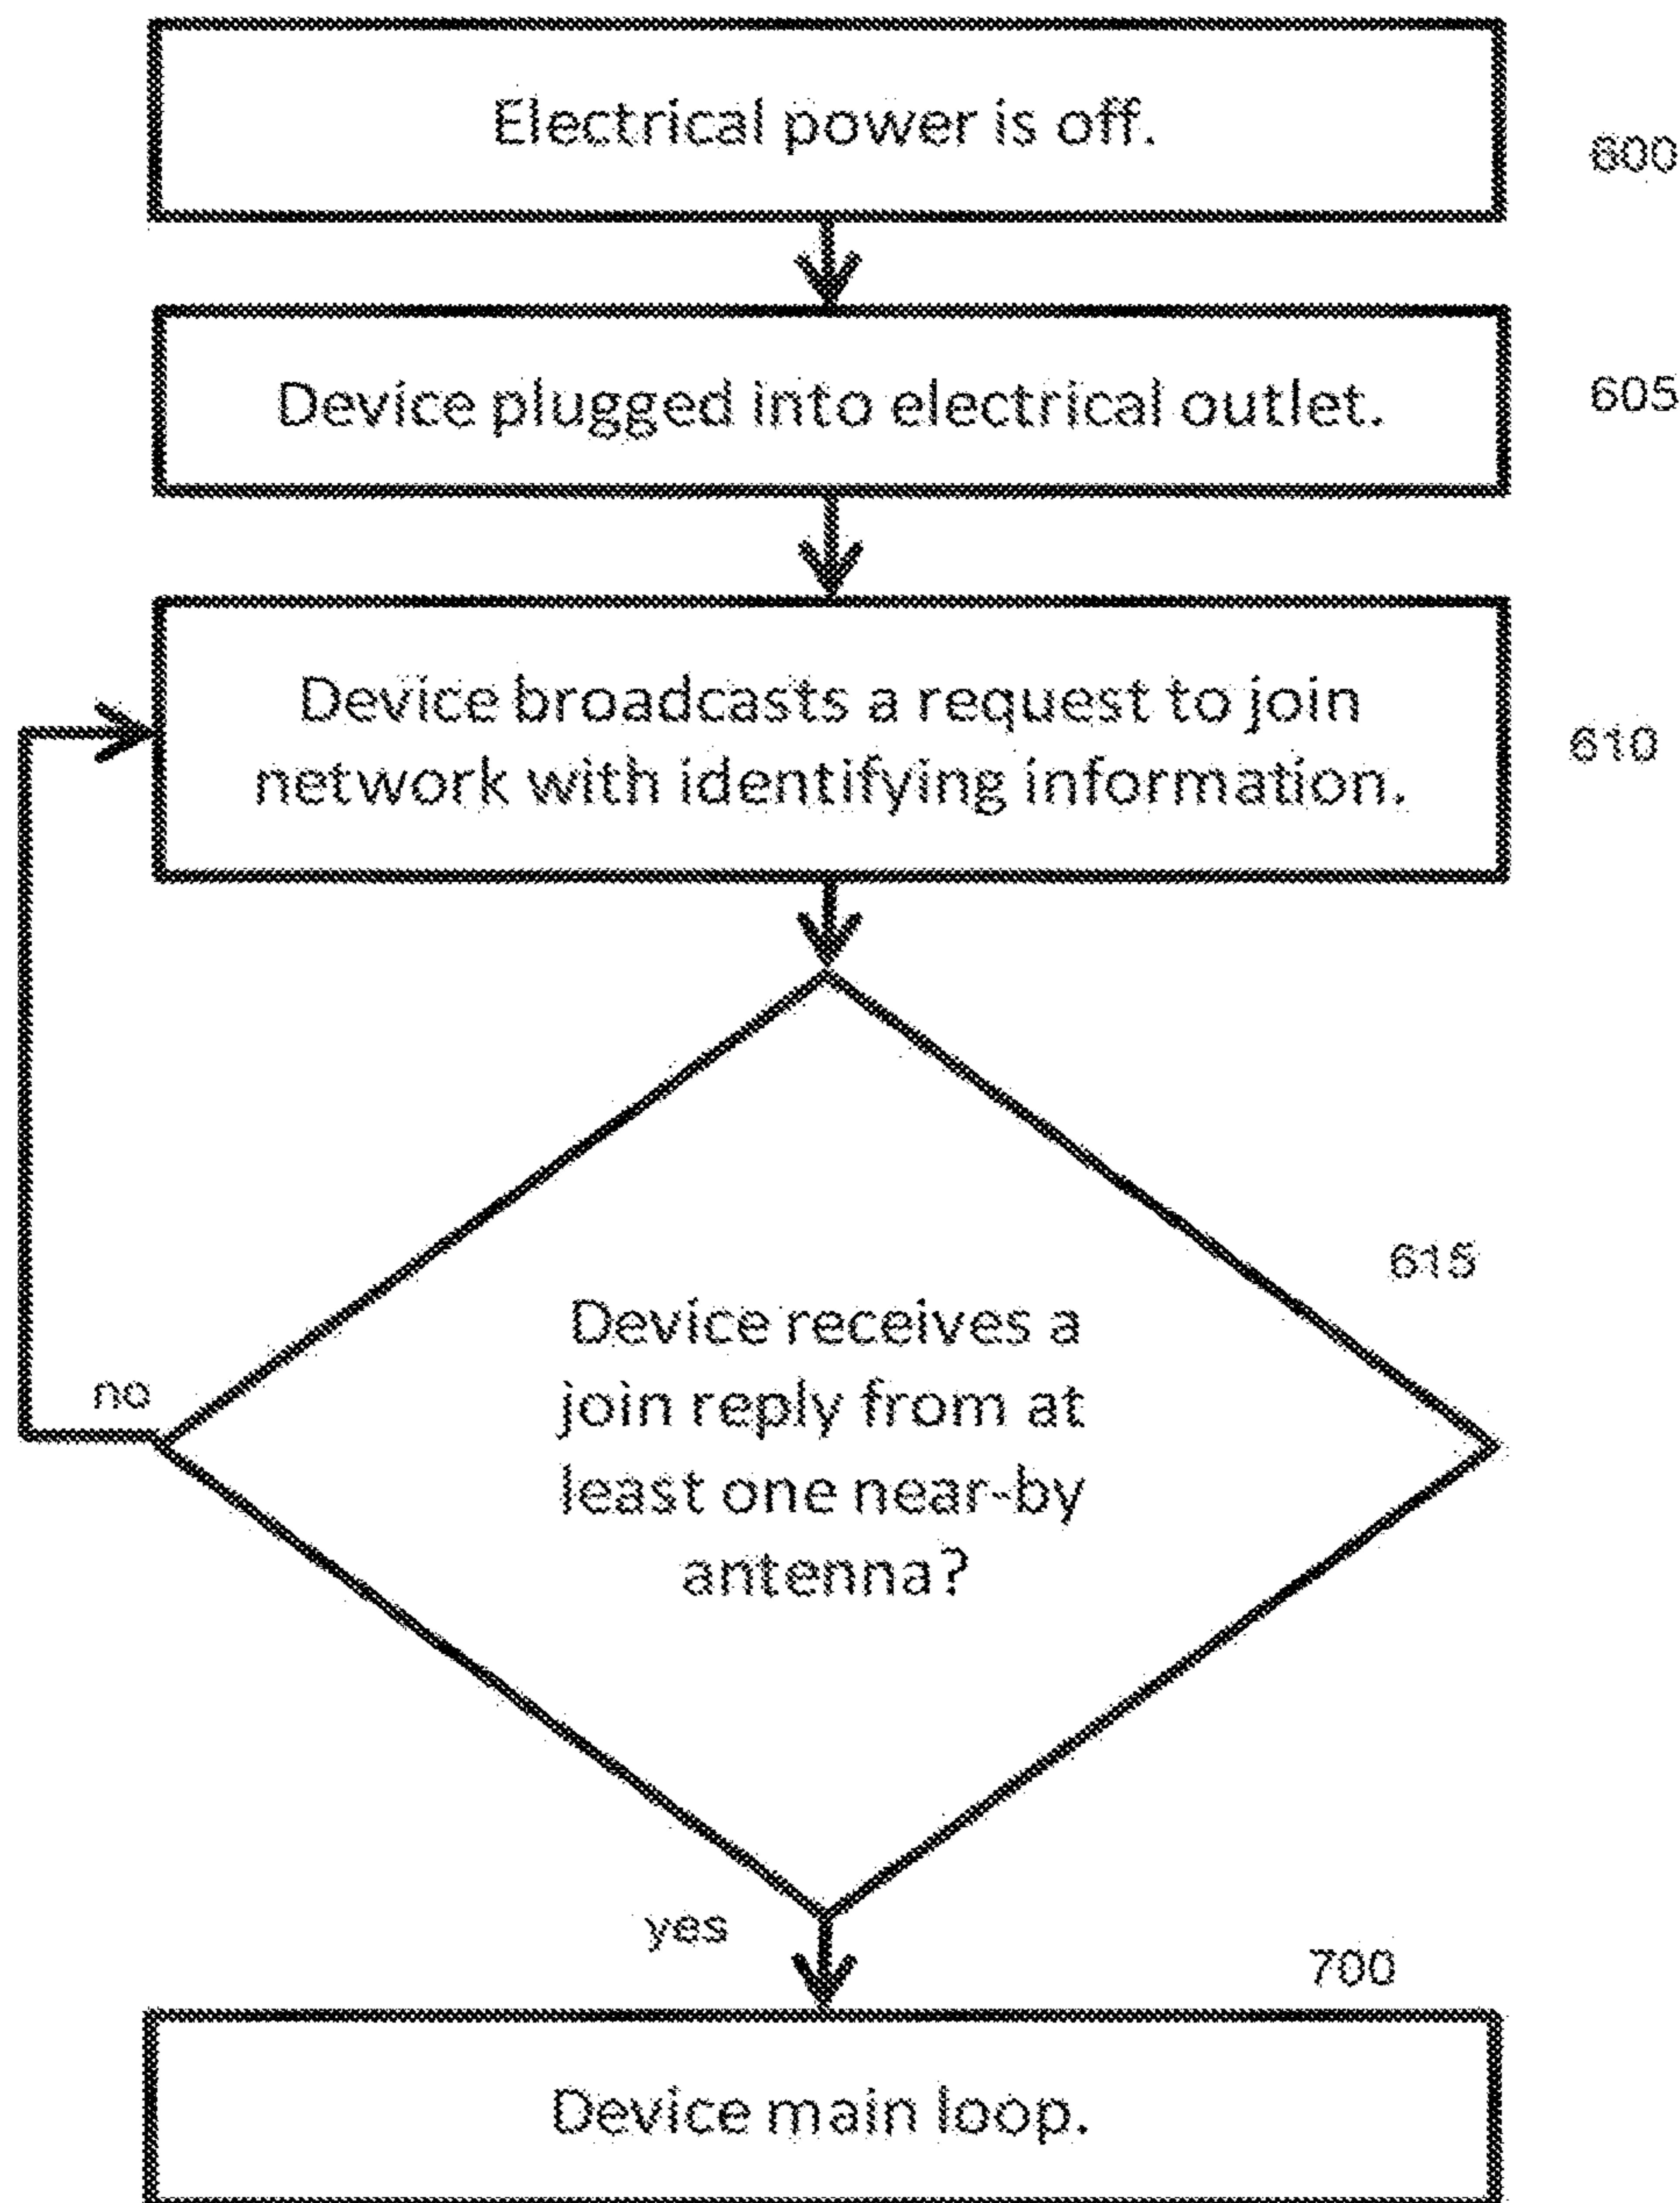 Electrical power is off.
600
Device plugged into electrical outlet.
605
Device broadcasts a request to join
network with identifying information.
610
615
Device receives a
join reply from at
least one near-by
antenna?
no
yes
700
Device main loop.